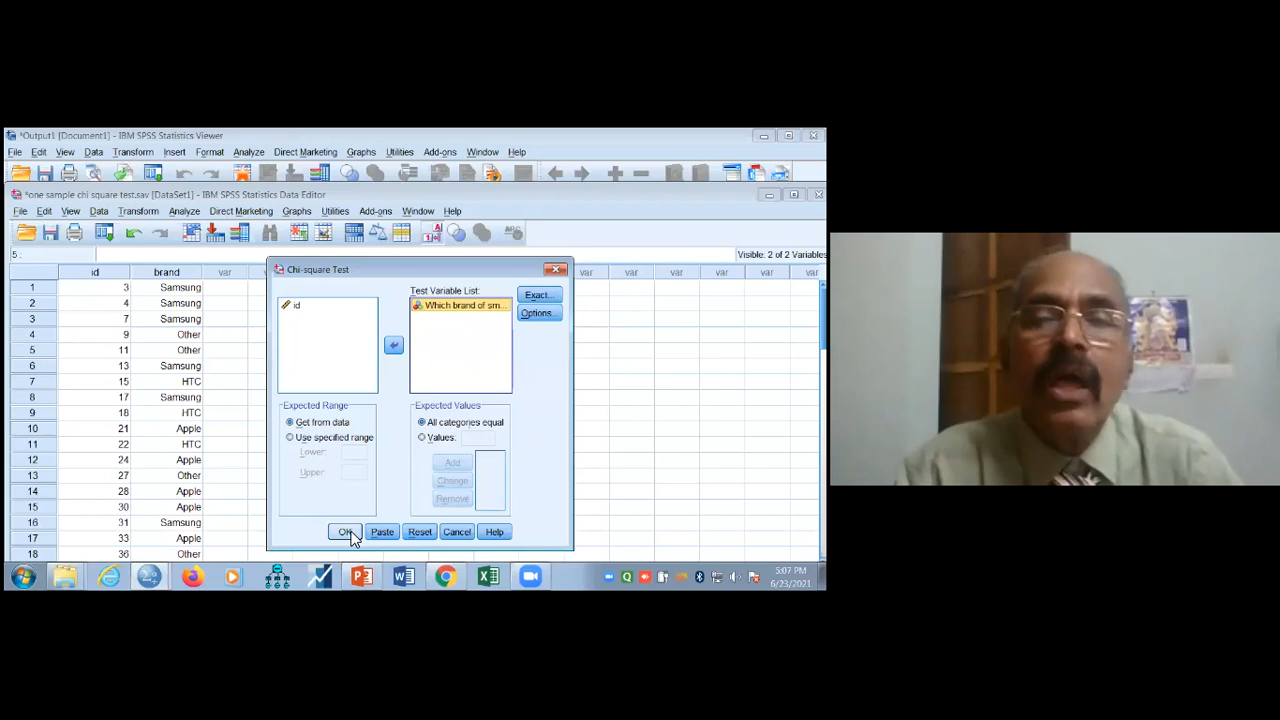 *Output1 [Document1] - IBM SPSS Statistics Viewer
File Edit View Data Transform Insert Format Analyze Direct Marketing Graphs Utilities Add-ons Window Help
*one sample chi square test.sav [DataSet1] - IBM SPSS Statistics Data Editor
File Edit View Data Transform Analyze Direct Marketing Graphs Utilities Add-ons Window Help
5 : Visible: 2 of 2 Variables
id brand var var var var var var var
1 3 Samsung
2 4 Samsung
3 7 Samsung
4 9 Other
5 11 Other
6 13 Samsung
7 15 HTC
8 17 Samsung
9 18 HTC
10 21 Apple
11 22 HTC
12 24 Apple
13 27 Other
14 28 Apple
15 30 Apple
16 31 Samsung
17 33 Apple
18 36 Other
Chi-square Test
Test Variable List:
id
Which brand of sm...
Exact...
Options...
Expected Range
Get from data
Use specified range
Lower:
Upper:
Expected Values
All categories equal
Values:
Add
Change
Remove
OK Paste Reset Cancel Help
5:07 PM
6/23/2021